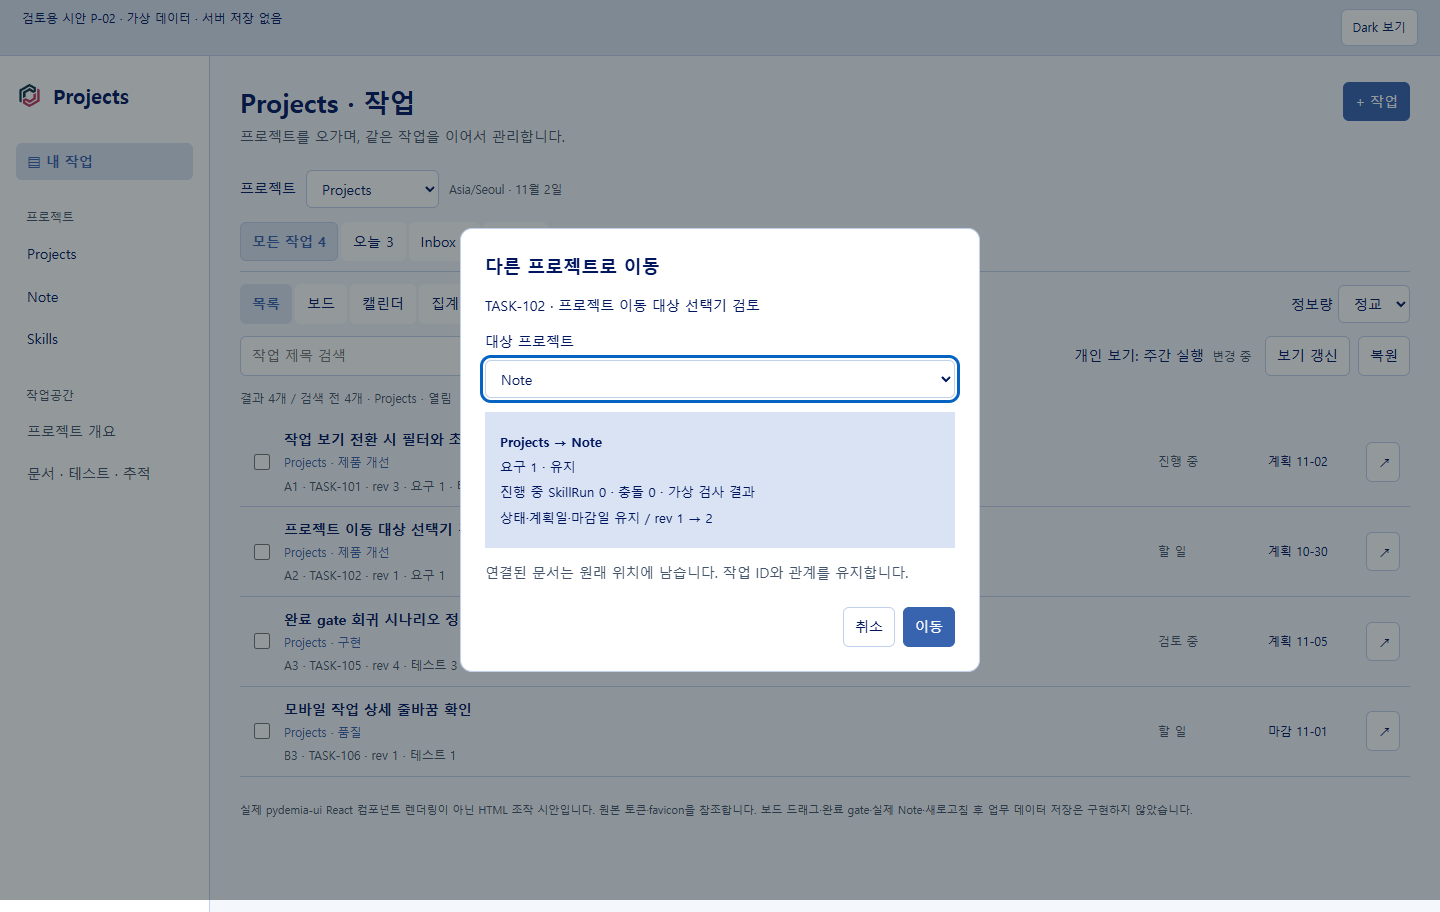 검토용 시안 P-02 · 가상 데이터 · 서버 저장 없음
Dark 보기
Projects
▤ 내 작업
프로젝트
Projects
Note
Skills
작업공간
프로젝트 개요
문서 · 테스트 · 추적
Projects · 작업
+ 작업
프로젝트를 오가며, 같은 작업을 이어서 관리합니다.
프로젝트
Projects
Asia/Seoul · 11월 2일
모든 작업 4
오늘 3
Inbox
목록
보드
캘린더
집계
정보량
정교
작업 제목 검색
개인 보기: 주간 실행
변경 중
보기 갱신
복원
결과 4개 / 검색 전 4개 · Projects · 열림
작업 보기 전환 시 필터와 초
Projects · 제품 개선
A1 · TASK-101 · rev 3 · 요구 1 ·
진행 중
계획 11-02
↗
프로젝트 이동 대상 선택기
Projects · 제품 개선
A2 · TASK-102 · rev 1 · 요구 1
할 일
계획 10-30
↗
완료 gate 회귀 시나리오 정
Projects · 구현
A3 · TASK-105 · rev 4 · 테스트 3
검토 중
계획 11-05
↗
모바일 작업 상세 줄바꿈 확인
Projects · 품질
B3 · TASK-106 · rev 1 · 테스트 1
할 일
마감 11-01
↗
실제 pydemia-ui React 컴포넌트 렌더링이 아닌 HTML 조작 시안입니다. 원본 토큰·favicon을 참조합니다. 보드 드래그·완료 gate·실제 Note·새로고침 후 업무 데이터 저장은 구현하지 않았습니다.
다른 프로젝트로 이동
TASK-102 · 프로젝트 이동 대상 선택기 검토
대상 프로젝트
Note
Projects → Note
요구 1 · 유지
진행 중 SkillRun 0 · 충돌 0 · 가상 검사 결과
상태·계획일·마감일 유지 / rev 1 → 2
연결된 문서는 원래 위치에 남습니다. 작업 ID와 관계를 유지합니다.
취소
이동